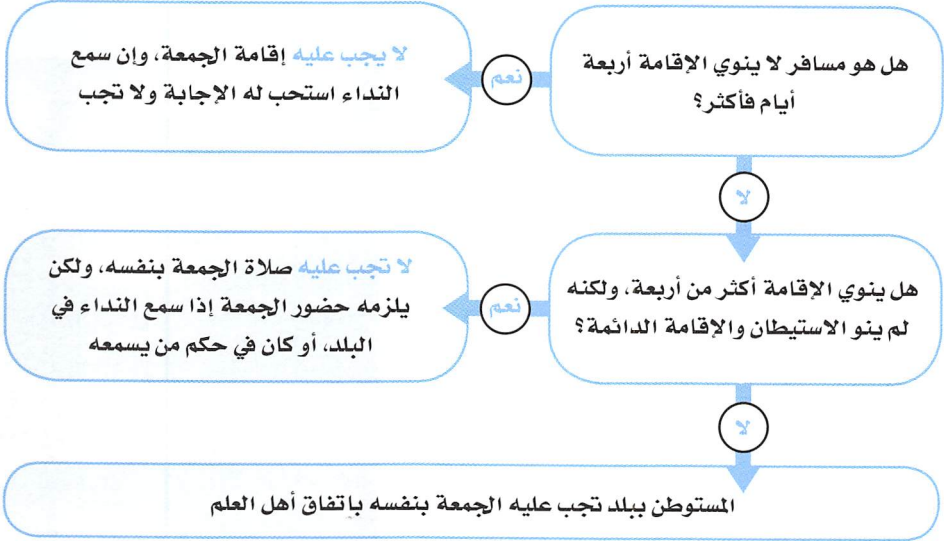 هل هو مسافر لا ينوي الإقامة أربعة
أيام فأكثر؟
نعم
لا يجب عليه إقامة الجمعة، وإن سمع
النداء استحب له الإجابة ولا تجب
لا
هل ينوي الإقامة أكثر من أربعة، ولكنه
لم ينو الاستيطان والإقامة الدائمة؟
نعم
لا تجب عليه صلاة الجمعة بنفسه، ولكن
يلزمه حضور الجمعة إذا سمع النداء في
البلد، أو كان في حكم من يسمعه
لا
المستوطن ببلد تجب عليه الجمعة بنفسه باتفاق أهل العلم